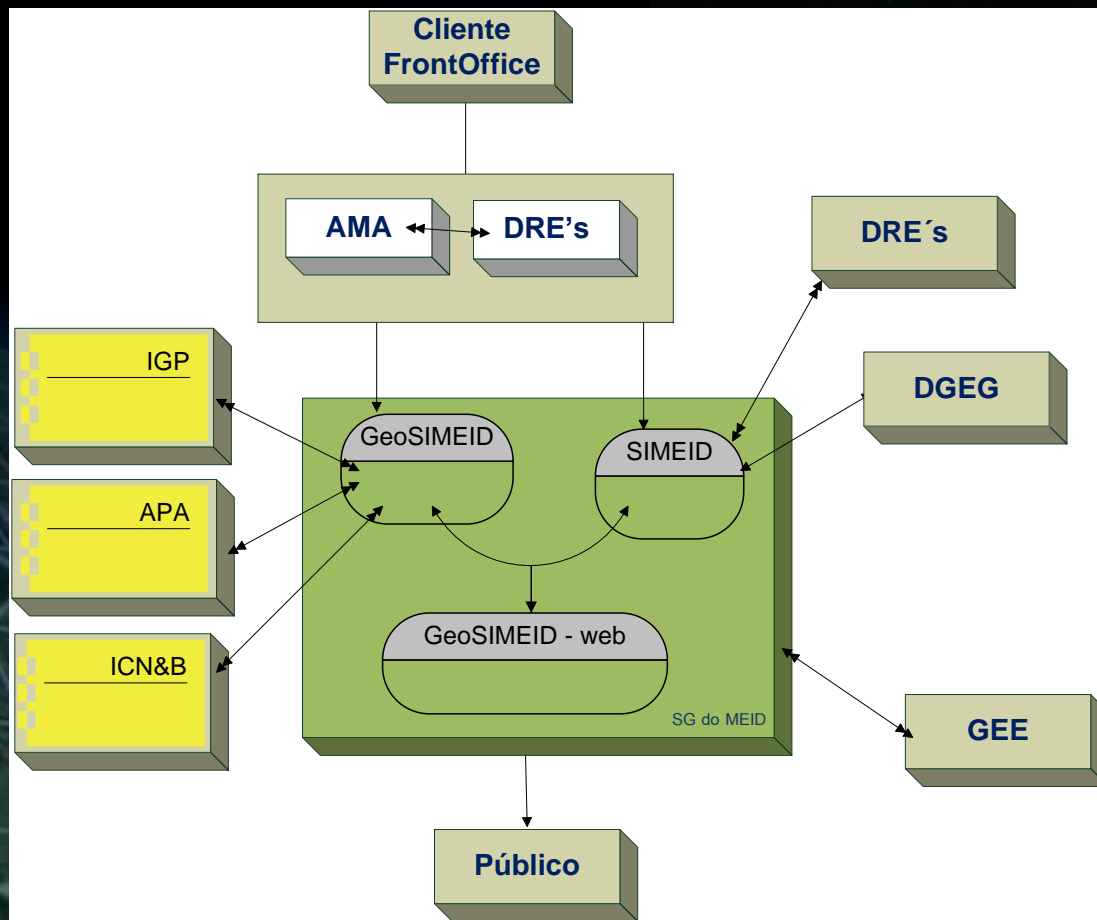 Cliente
FrontOffice
AMA
DRE's
DRE´s
IGP
DGEG
GeoSIMEID
SIMEID
APA
GeoSIMEID - web
ICN&B
SG do MEID
GEE
Público